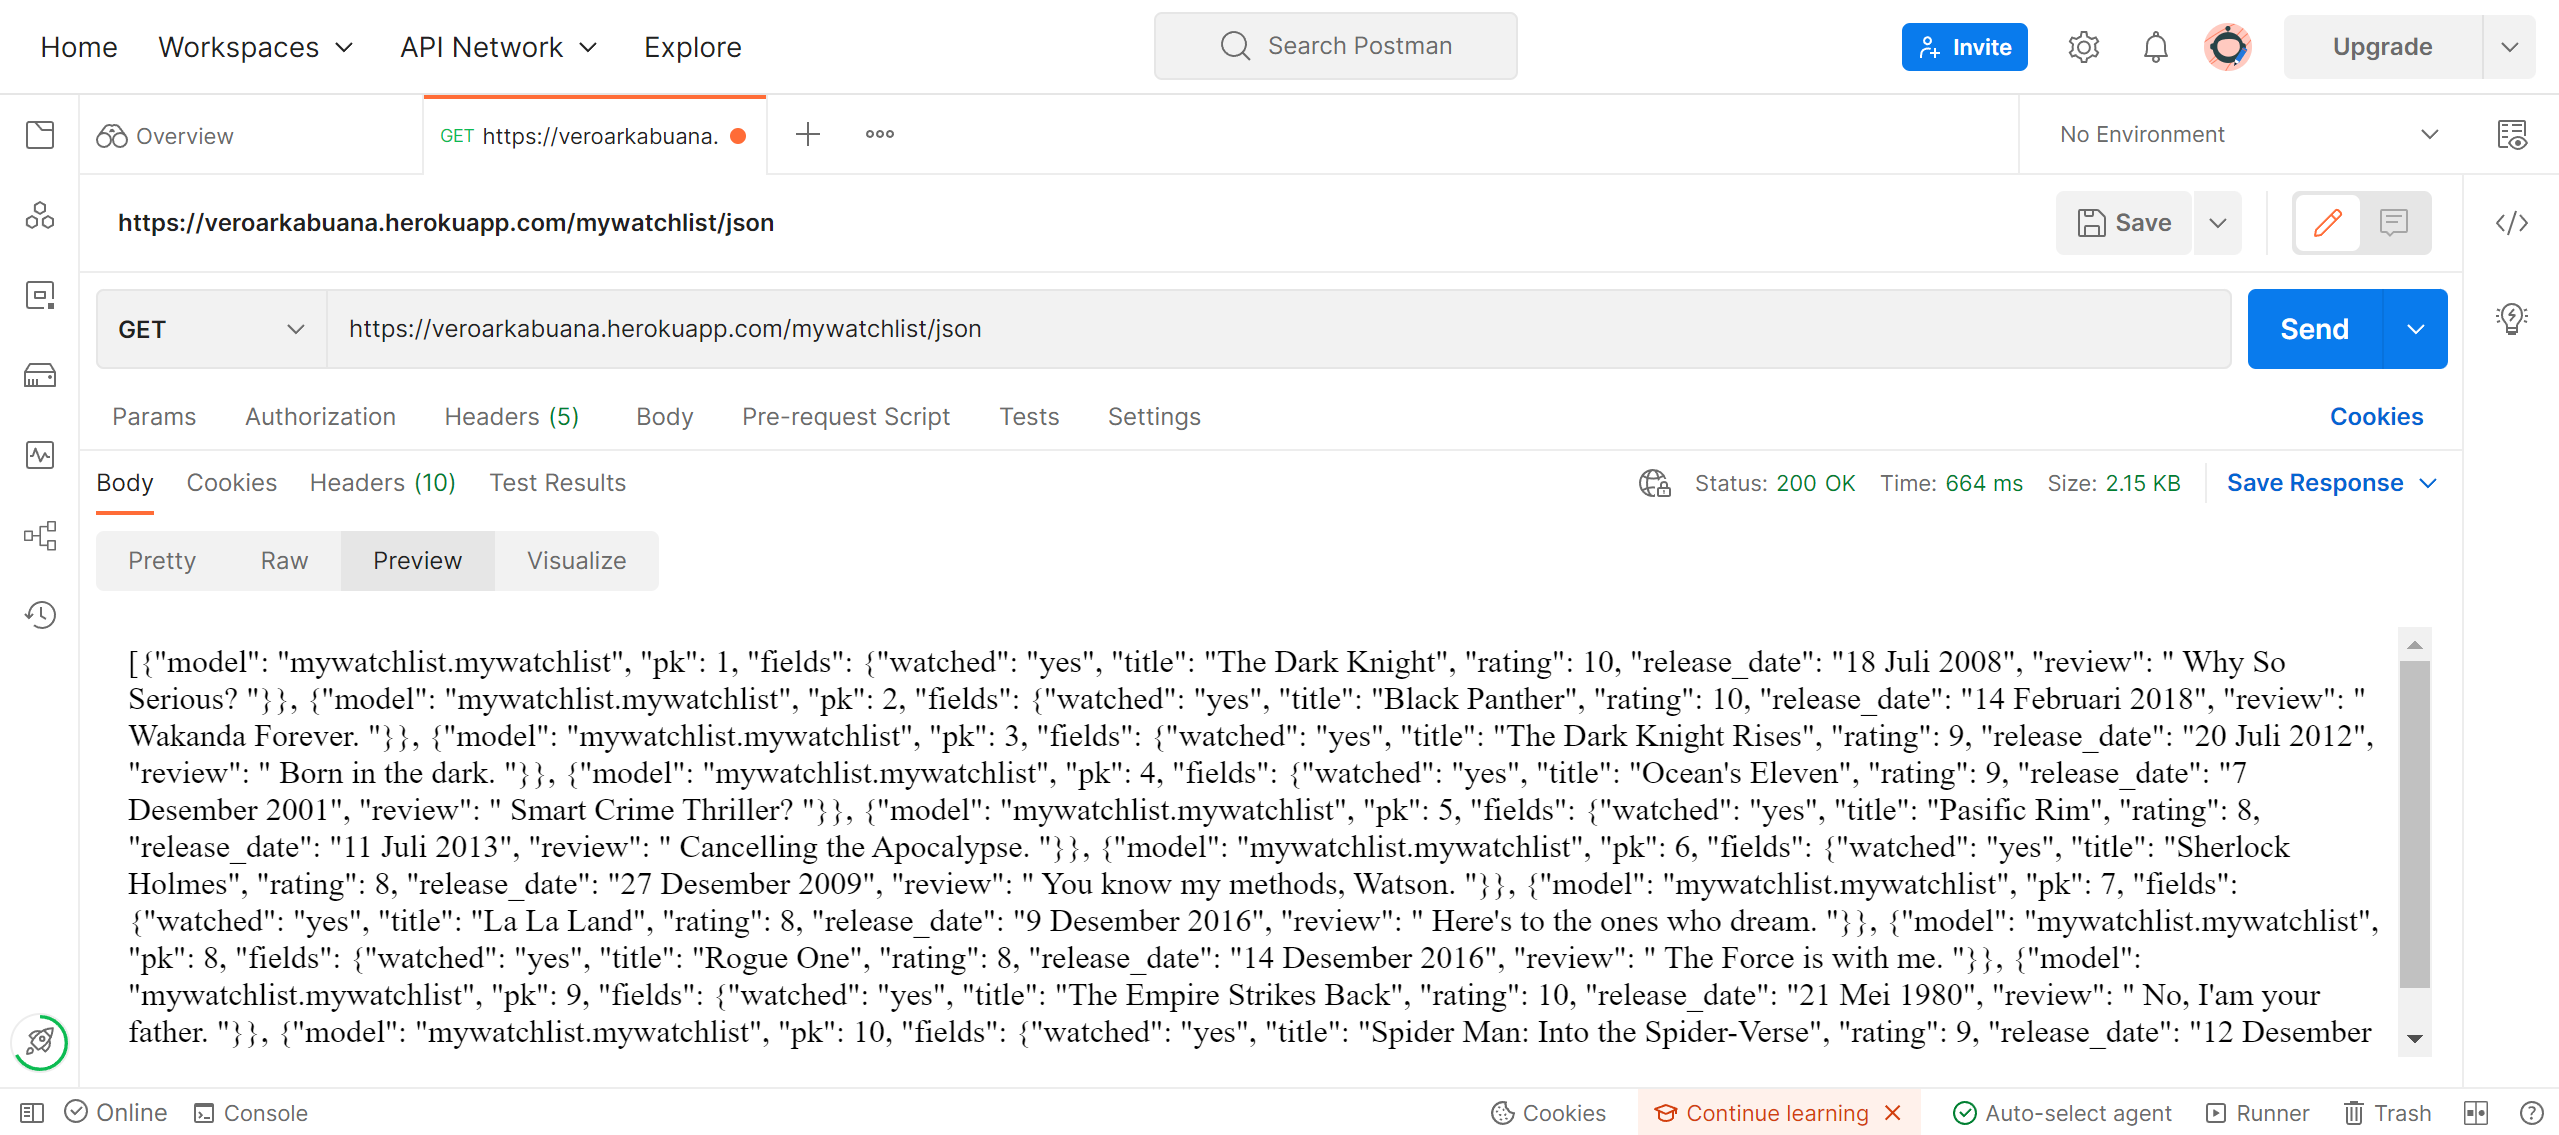 Home Workspaces API Network Explore Search Postman Invite Upgrade
Overview GET https://veroarkabuana. No Environment
https://veroarkabuana.herokuapp.com/mywatchlist/json Save
GET https://veroarkabuana.herokuapp.com/mywatchlist/json Send
Params Authorization Headers (5) Body Pre-request Script Tests Settings Cookies
Body Cookies Headers (10) Test Results Status: 200 OK Time: 664 ms Size: 2.15 KB Save Response
Pretty Raw Preview Visualize
[{"model": "mywatchlist.mywatchlist", "pk": 1, "fields": {"watched": "yes", "title": "The Dark Knight", "rating": 10, "release_date": "18 Juli 2008", "review": " Why So
Serious? "}}, {"model": "mywatchlist.mywatchlist", "pk": 2, "fields": {"watched": "yes", "title": "Black Panther", "rating": 10, "release_date": "14 Februari 2018", "review": "
Wakanda Forever. "}}, {"model": "mywatchlist.mywatchlist", "pk": 3, "fields": {"watched": "yes", "title": "The Dark Knight Rises", "rating": 9, "release_date": "20 Juli 2012",
"review": " Born in the dark. "}}, {"model": "mywatchlist.mywatchlist", "pk": 4, "fields": {"watched": "yes", "title": "Ocean's Eleven", "rating": 9, "release_date": "7
Desember 2001", "review": " Smart Crime Thriller? "}}, {"model": "mywatchlist.mywatchlist", "pk": 5, "fields": {"watched": "yes", "title": "Pasific Rim", "rating": 8,
"release_date": "11 Juli 2013", "review": " Cancelling the Apocalypse. "}}, {"model": "mywatchlist.mywatchlist", "pk": 6, "fields": {"watched": "yes", "title": "Sherlock
Holmes", "rating": 8, "release_date": "27 Desember 2009", "review": " You know my methods, Watson. "}}, {"model": "mywatchlist.mywatchlist", "pk": 7, "fields":
{"watched": "yes", "title": "La La Land", "rating": 8, "release_date": "9 Desember 2016", "review": " Here's to the ones who dream. "}}, {"model": "mywatchlist.mywatchlist",
"pk": 8, "fields": {"watched": "yes", "title": "Rogue One", "rating": 8, "release_date": "14 Desember 2016", "review": " The Force is with me. "}}, {"model":
"mywatchlist.mywatchlist", "pk": 9, "fields": {"watched": "yes", "title": "The Empire Strikes Back", "rating": 10, "release_date": "21 Mei 1980", "review": " No, I'am your
father. "}}, {"model": "mywatchlist.mywatchlist", "pk": 10, "fields": {"watched": "yes", "title": "Spider Man: Into the Spider-Verse", "rating": 9, "release_date": "12 Desember
Online Console Cookies Continue learning Auto-select agent Runner Trash